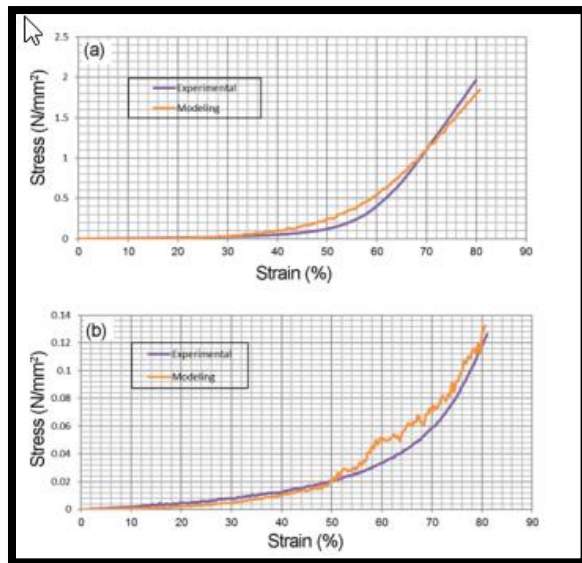 (a)
Stress (N/mm²)
2.5
2
1.5
1
0.5
0
Experimental
Modeling
0 10 20 30 40 50 60 70 80 90
Strain (%)
(b)
Stress (N/mm²)
0.14
0.12
0.1
0.08
0.06
0.04
0.02
0
Experimental
Modeling
0 10 20 30 40 50 60 70 80 90
Strain (%)